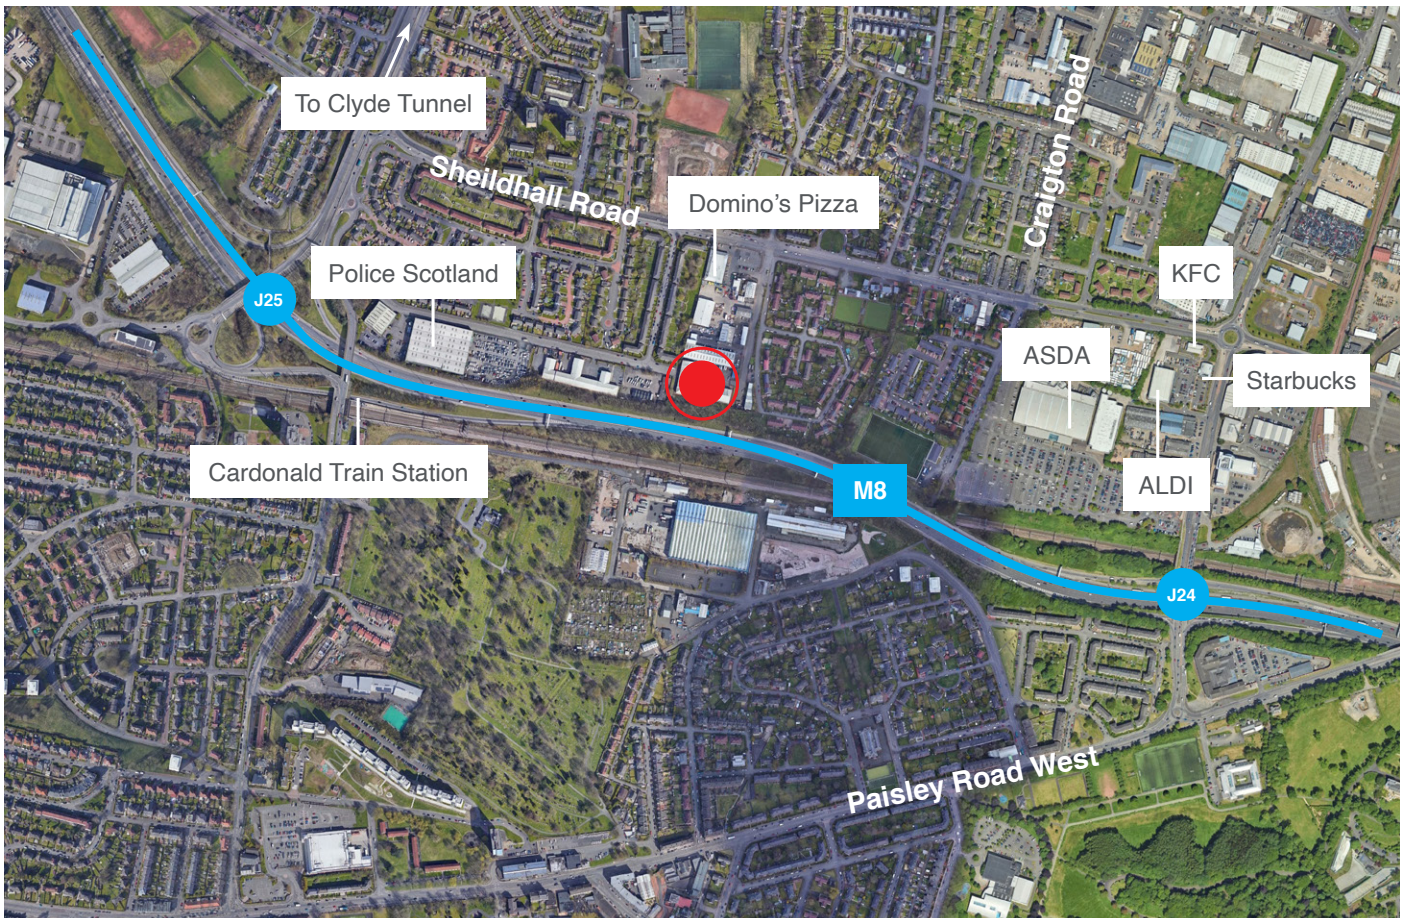 To Clyde Tunnel
Sheildhall Road
Craigton Road
Domino's Pizza
Police Scotland
KFC
J25
ASDA
Starbucks
Cardonald Train Station
ALDI
M8
J24
Paisley Road West